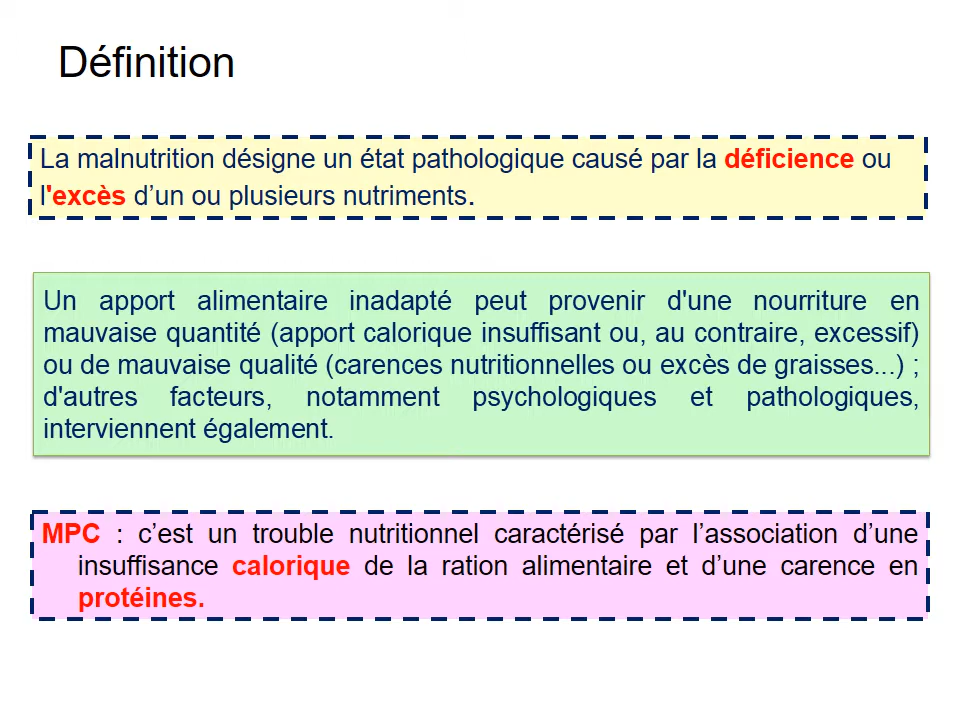 Définition
La malnutrition désigne un état pathologique causé par la déficience ou
l'excès d’un ou plusieurs nutriments.
Un apport alimentaire inadapté peut provenir d'une nourriture en
mauvaise quantité (apport calorique insuffisant ou, au contraire, excessif)
ou de mauvaise qualité (carences nutritionnelles ou excès de graisses...) ;
d'autres facteurs, notamment psychologiques et pathologiques,
interviennent également.
MPC : c’est un trouble nutritionnel caractérisé par l’association d’une
insuffisance calorique de la ration alimentaire et d’une carence en
protéines.